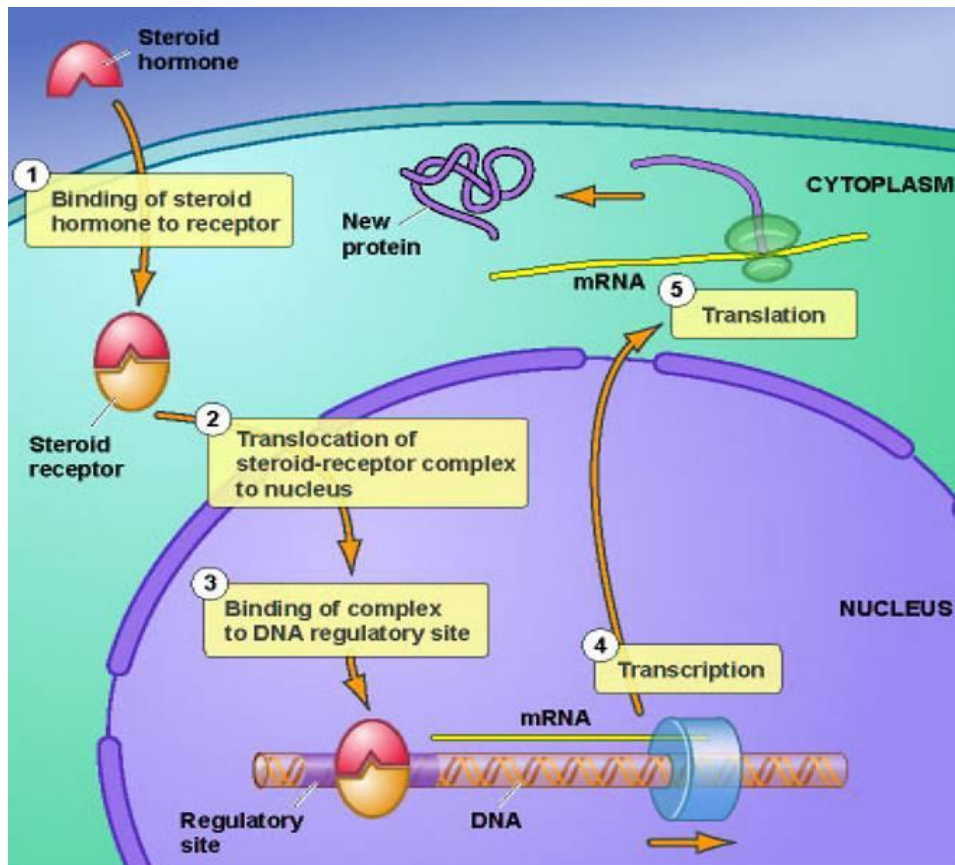 Steroid
hormone
1
Binding of steroid
hormone to receptor
New
protein
CYTOPLASM
mRNA
5
Translation
Steroid
receptor
2
Translocation of
steroid-receptor complex
to nucleus
3
Binding of complex
to DNA regulatory site
NUCLEUS
4
Transcription
mRNA
Regulatory
site
DNA